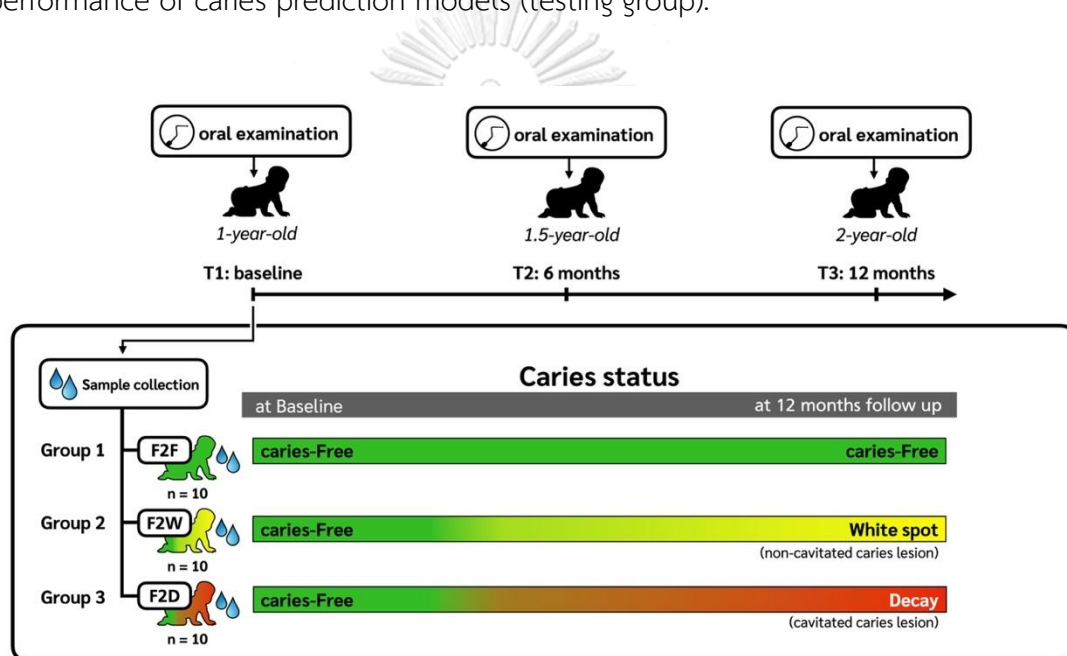 performance of caries prediction models (testing group).
oral examination oral examination oral examination
1-year-old 1.5-year-old 2-year-old
T1: baseline T2: 6 months T3: 12 months
Sample collection
Caries status
at Baseline at 12 months follow up
Group 1 F2F caries-Free caries-Free
n = 10
Group 2 F2W caries-Free White spot
(non-cavitated caries lesion)
n = 10
Group 3 F2D caries-Free Decay
(cavitated caries lesion)
n = 10